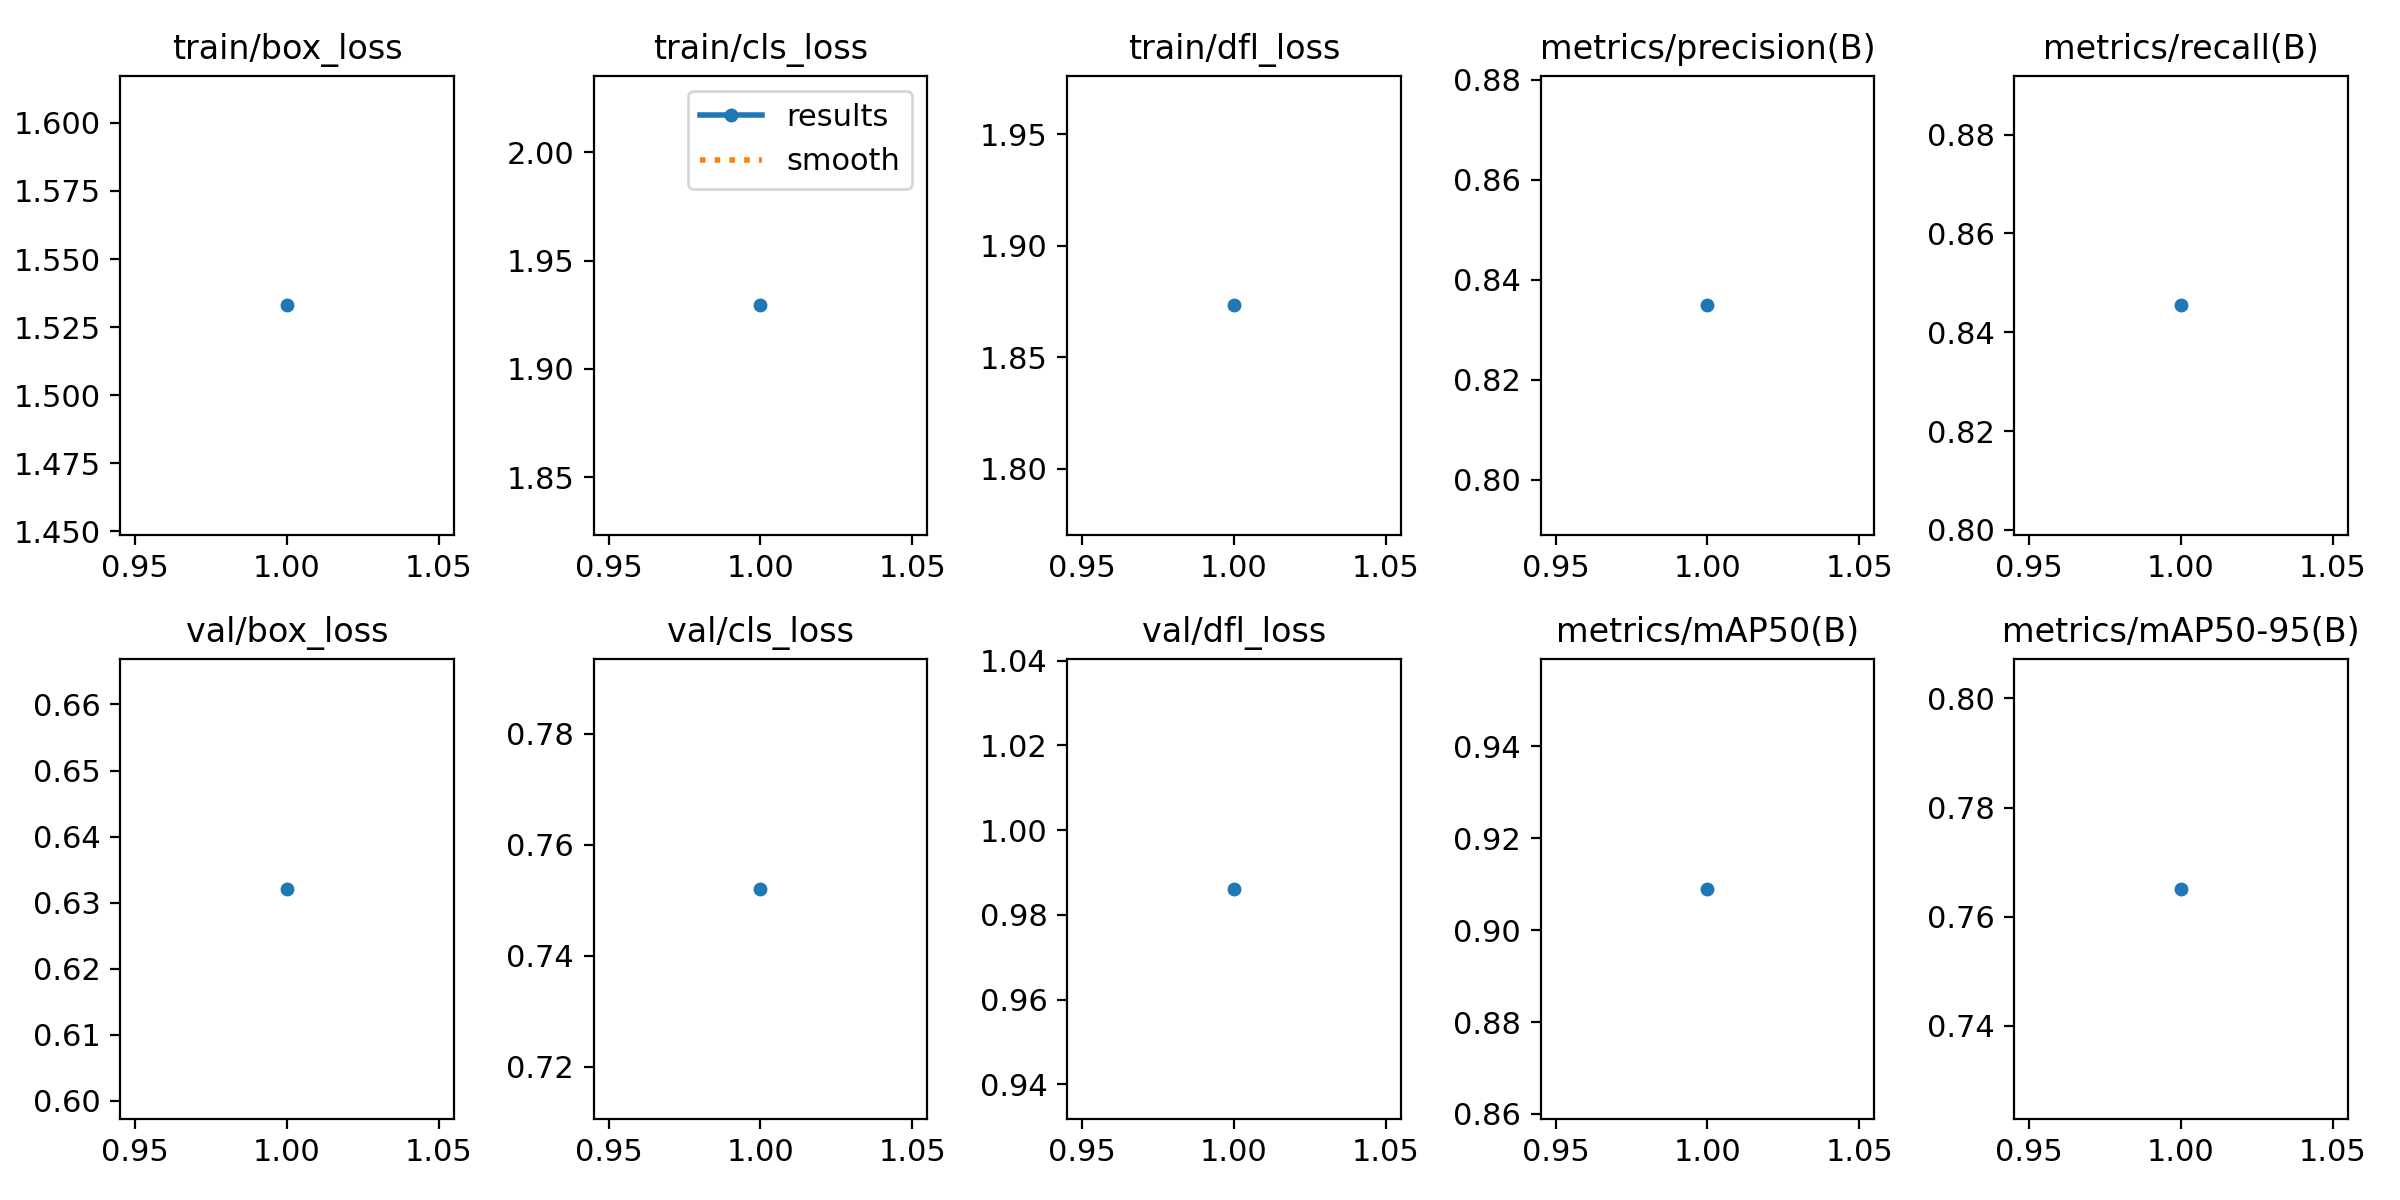 train/box_loss
1.600
1.575
1.550
1.525
1.500
1.475
1.450
0.95 1.00 1.05
train/cls_loss
results
smooth
2.00
1.95
1.90
1.85
0.95 1.00 1.05
train/dfl_loss
1.95
1.90
1.85
1.80
0.95 1.00 1.05
metrics/precision(B)
0.88
0.86
0.84
0.82
0.80
0.95 1.00 1.05
metrics/recall(B)
0.88
0.86
0.84
0.82
0.80
0.95 1.00 1.05
val/box_loss
0.66
0.65
0.64
0.63
0.62
0.61
0.60
0.95 1.00 1.05
val/cls_loss
0.78
0.76
0.74
0.72
0.95 1.00 1.05
val/dfl_loss
1.04
1.02
1.00
0.98
0.96
0.94
0.95 1.00 1.05
metrics/mAP50(B)
0.94
0.92
0.90
0.88
0.86
0.95 1.00 1.05
metrics/mAP50-95(B)
0.80
0.78
0.76
0.74
0.95 1.00 1.05